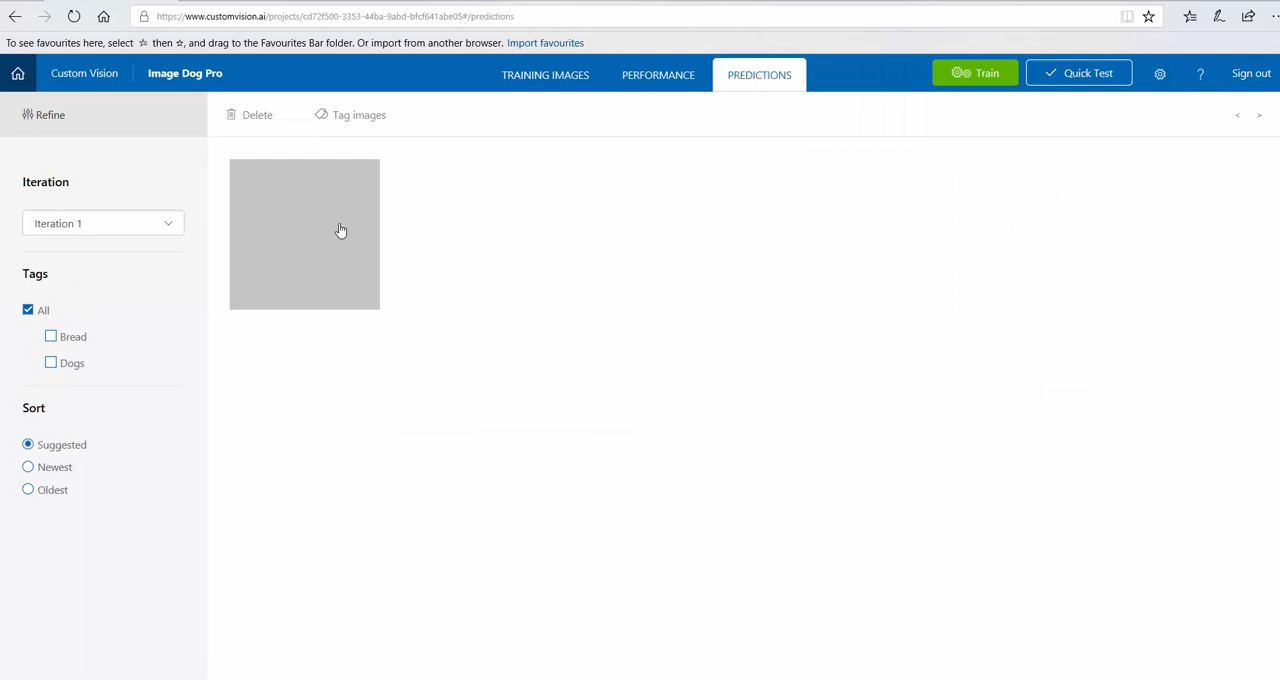 https://www.customvision.ai/projects/cd72f500-3353-44ba-9abd-bfcf641abe05#/predictions
To see favourites here, select ☆ then ☆, and drag to the Favourites Bar folder. Or import from another browser. Import favourites
Custom Vision Image Dog Pro TRAINING IMAGES PERFORMANCE PREDICTIONS Train Quick Test ? Sign out
Refine Delete Tag images < >
Iteration
Iteration 1
Tags
All
Bread
Dogs
Sort
Suggested
Newest
Oldest